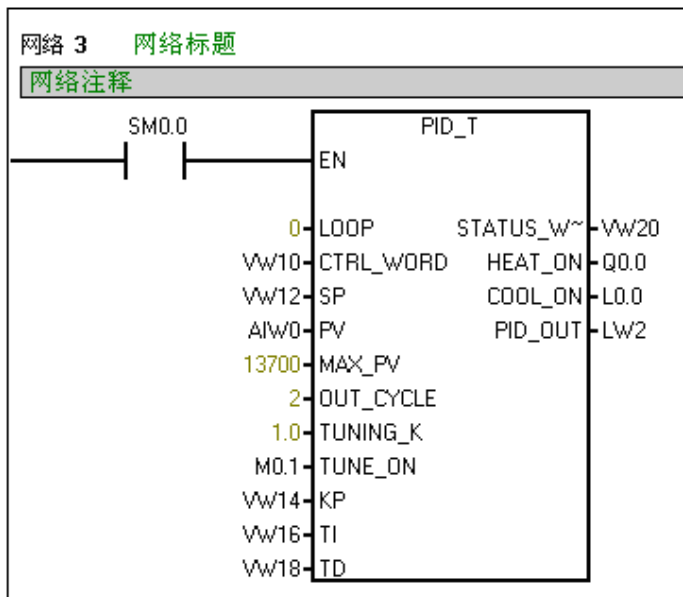 网络 3 网络标题
网络注释
SM0.0
PID_T
EN
0 LOOP STATUS_W~ VW20
VW10 CTRL_WORD HEAT_ON Q0.0
VW12 SP COOL_ON L0.0
AIW0 PV PID_OUT LW2
13700 MAX_PV
2 OUT_CYCLE
1.0 TUNING_K
M0.1 TUNE_ON
VW14 KP
VW16 TI
VW18 TD